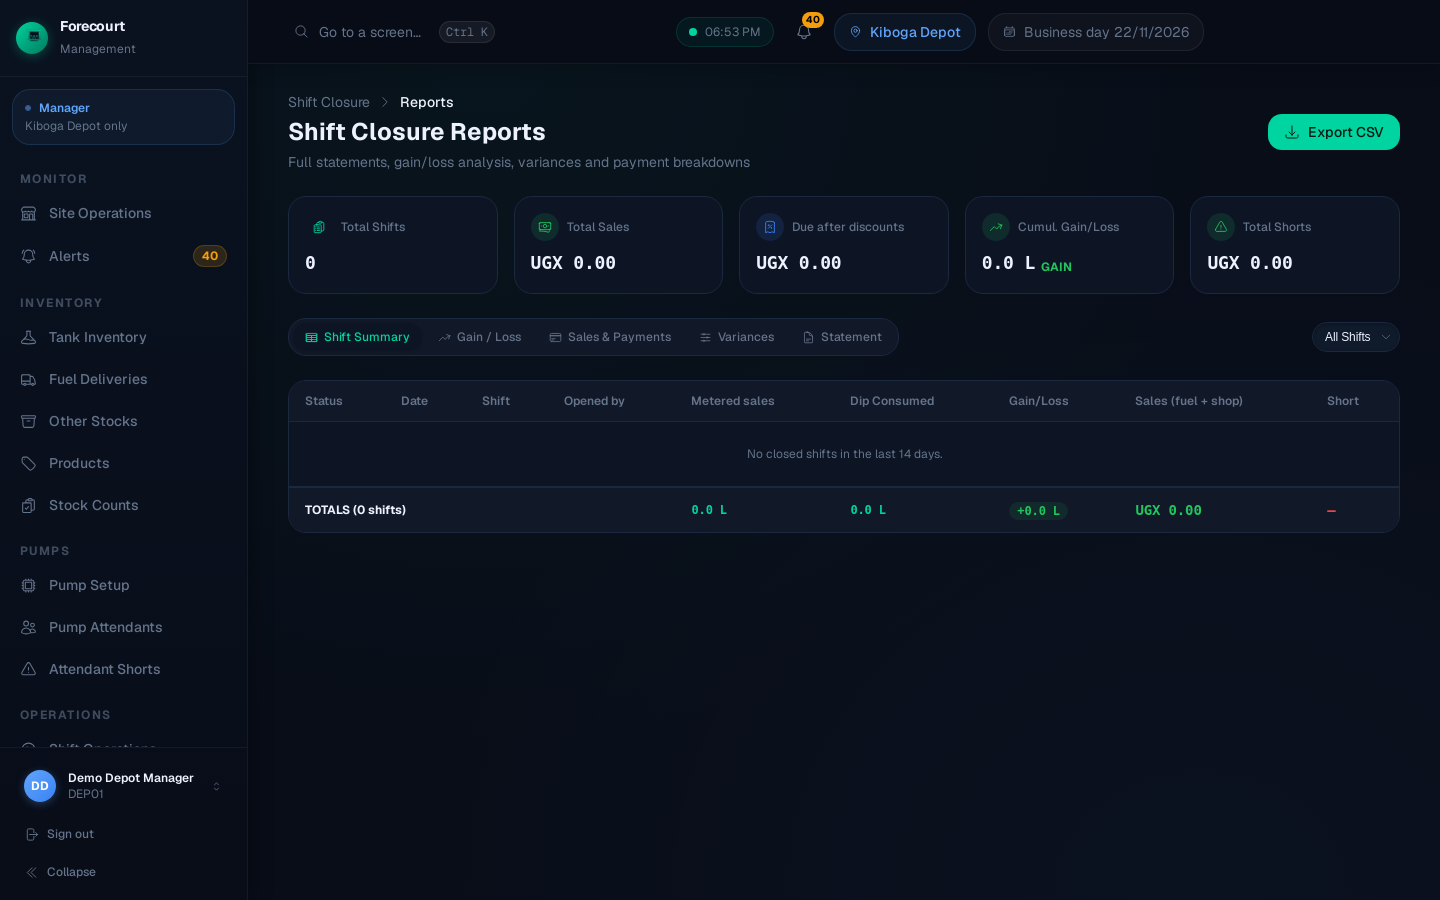 Forecourt
Management
Go to a screen...
Ctrl K
06:53 PM
40
Kiboga Depot
Business day 22/11/2026
Manager
Kiboga Depot only
MONITOR
Site Operations
Alerts
40
INVENTORY
Tank Inventory
Fuel Deliveries
Other Stocks
Products
Stock Counts
PUMPS
Pump Setup
Pump Attendants
Attendant Shorts
OPERATIONS
Shift Operations
Demo Depot Manager
DD
DEP01
Sign out
Collapse
Shift Closure
Reports
Shift Closure Reports
Full statements, gain/loss analysis, variances and payment breakdowns
Export CSV
Total Shifts
0
Total Sales
UGX 0.00
Due after discounts
UGX 0.00
Cumul. Gain/Loss
0.0 L GAIN
Total Shorts
UGX 0.00
Shift Summary
Gain / Loss
Sales & Payments
Variances
Statement
All Shifts
Status Date Shift Opened by Metered sales Dip Consumed Gain/Loss Sales (fuel + shop) Short
No closed shifts in the last 14 days.
TOTALS (0 shifts) 0.0 L 0.0 L +0.0 L UGX 0.00 —